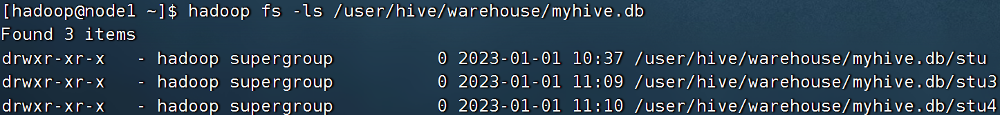 [hadoop@node1 ~]$ hadoop fs -ls /user/hive/warehouse/myhive.db
Found 3 items
drwxr-xr-x   - hadoop supergroup          0 2023-01-01 10:37 /user/hive/warehouse/myhive.db/stu
drwxr-xr-x   - hadoop supergroup          0 2023-01-01 11:09 /user/hive/warehouse/myhive.db/stu3
drwxr-xr-x   - hadoop supergroup          0 2023-01-01 11:10 /user/hive/warehouse/myhive.db/stu4